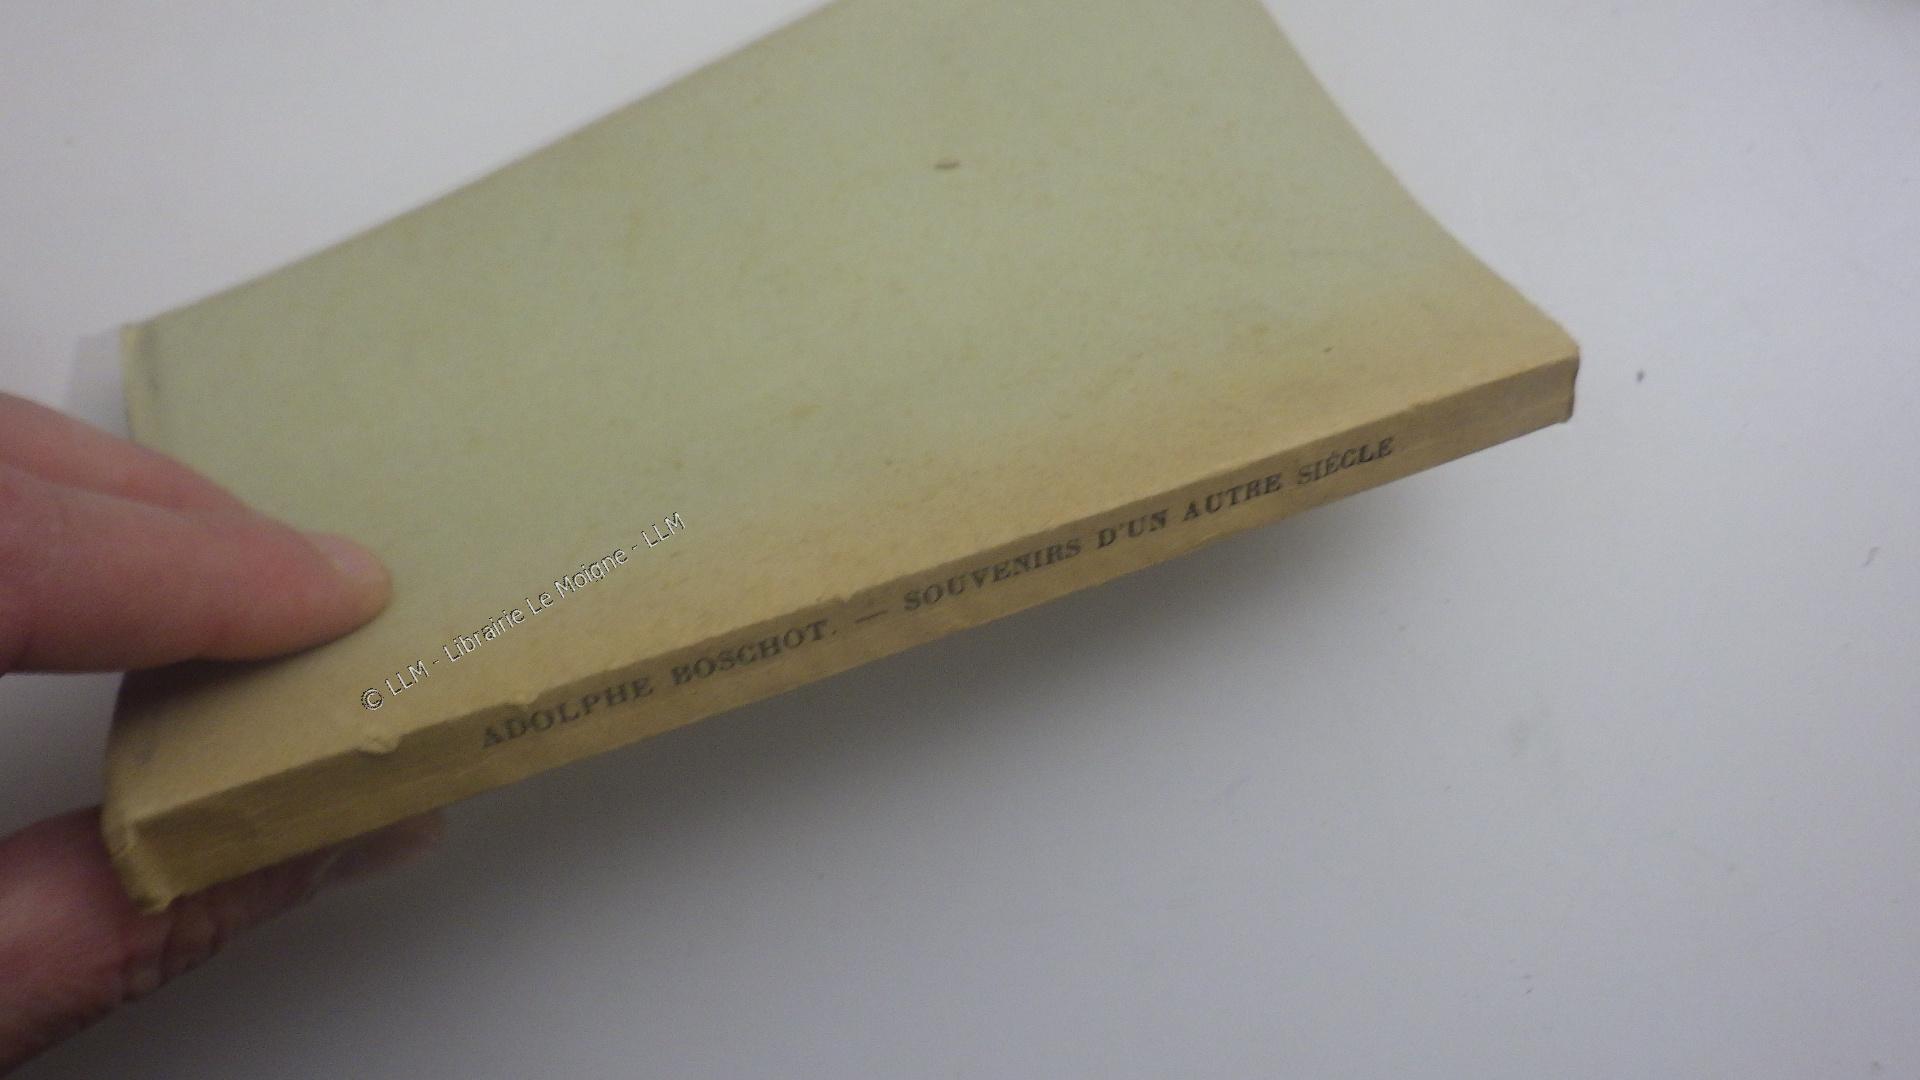 © LLM - Librairie Le Moigne - LLM
ADOLPHE BOSCHOT. — SOUVENIRS D'UN AUTRE SIÈCLE